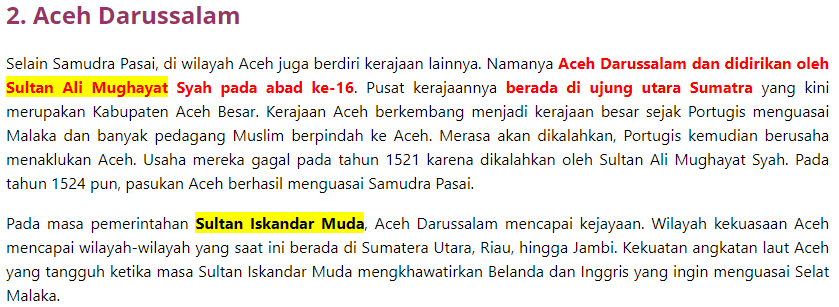 2. Aceh Darussalam
Selain Samudra Pasai, di wilayah Aceh juga berdiri kerajaan lainnya. Namanya Aceh Darussalam dan didirikan oleh
Sultan Ali Mughayat Syah pada abad ke-16. Pusat kerajaannya berada di ujung utara Sumatra yang kini
merupakan Kabupaten Aceh Besar. Kerajaan Aceh berkembang menjadi kerajaan besar sejak Portugis menguasai
Malaka dan banyak pedagang Muslim berpindah ke Aceh. Merasa akan dikalahkan, Portugis kemudian berusaha
menaklukan Aceh. Usaha mereka gagal pada tahun 1521 karena dikalahkan oleh Sultan Ali Mughayat Syah. Pada
tahun 1524 pun, pasukan Aceh berhasil menguasai Samudra Pasai.
Pada masa pemerintahan Sultan Iskandar Muda, Aceh Darussalam mencapai kejayaan. Wilayah kekuasaan Aceh
mencapai wilayah-wilayah yang saat ini berada di Sumatera Utara, Riau, hingga Jambi. Kekuatan angkatan laut Aceh
yang tangguh ketika masa Sultan Iskandar Muda mengkhawatirkan Belanda dan Inggris yang ingin menguasai Selat
Malaka.